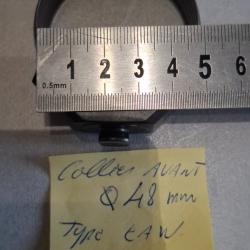 1 2 3 4 5 6
0.5mm
Collier AVANT
Q 48 mm
Type EAW